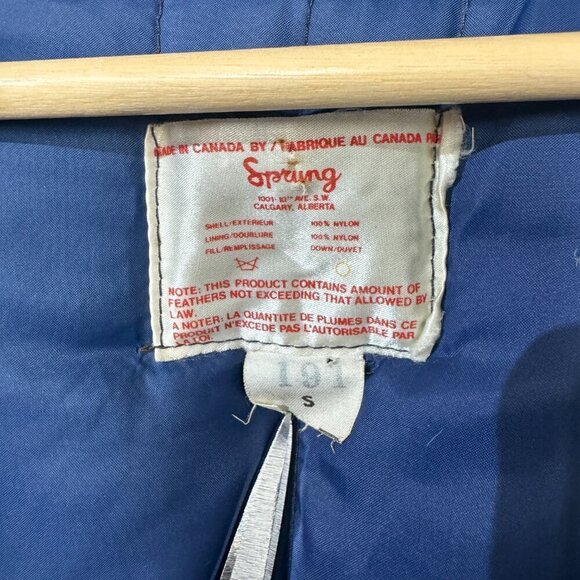 MADE IN CANADA BY / FABRIQUE AU CANADA PAR
Sprung
1001-10TH AVE. S.W.
CALGARY, ALBERTA
SHELL/EXTERIEUR 100% NYLON
LINING/DOUBLURE 100% NYLON
FILL/REMPLISSAGE DOWN/DUVET
NOTE: THIS PRODUCT CONTAINS AMOUNT OF
FEATHERS NOT EXCEEDING THAT ALLOWED BY
LAW.
A NOTER: LA QUANTITE DE PLUMES DANS CE
PRODUIT N'EXCEDE PAS L'AUTORISABLE PAR
LA LOI.
191
S